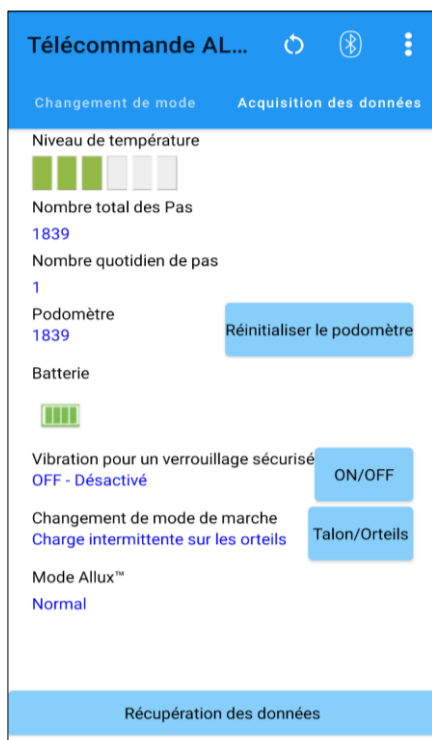 Télécommande AL...
Changement de mode Acquisition des données
Niveau de température
Nombre total des Pas
1839
Nombre quotidien de pas
1
Podomètre
1839
Réinitialiser le podomètre
Batterie
Vibration pour un verrouillage sécurisé
OFF - Désactivé
ON/OFF
Changement de mode de marche
Charge intermittente sur les orteils
Talon/Orteils
Mode Allux™
Normal
Récupération des données